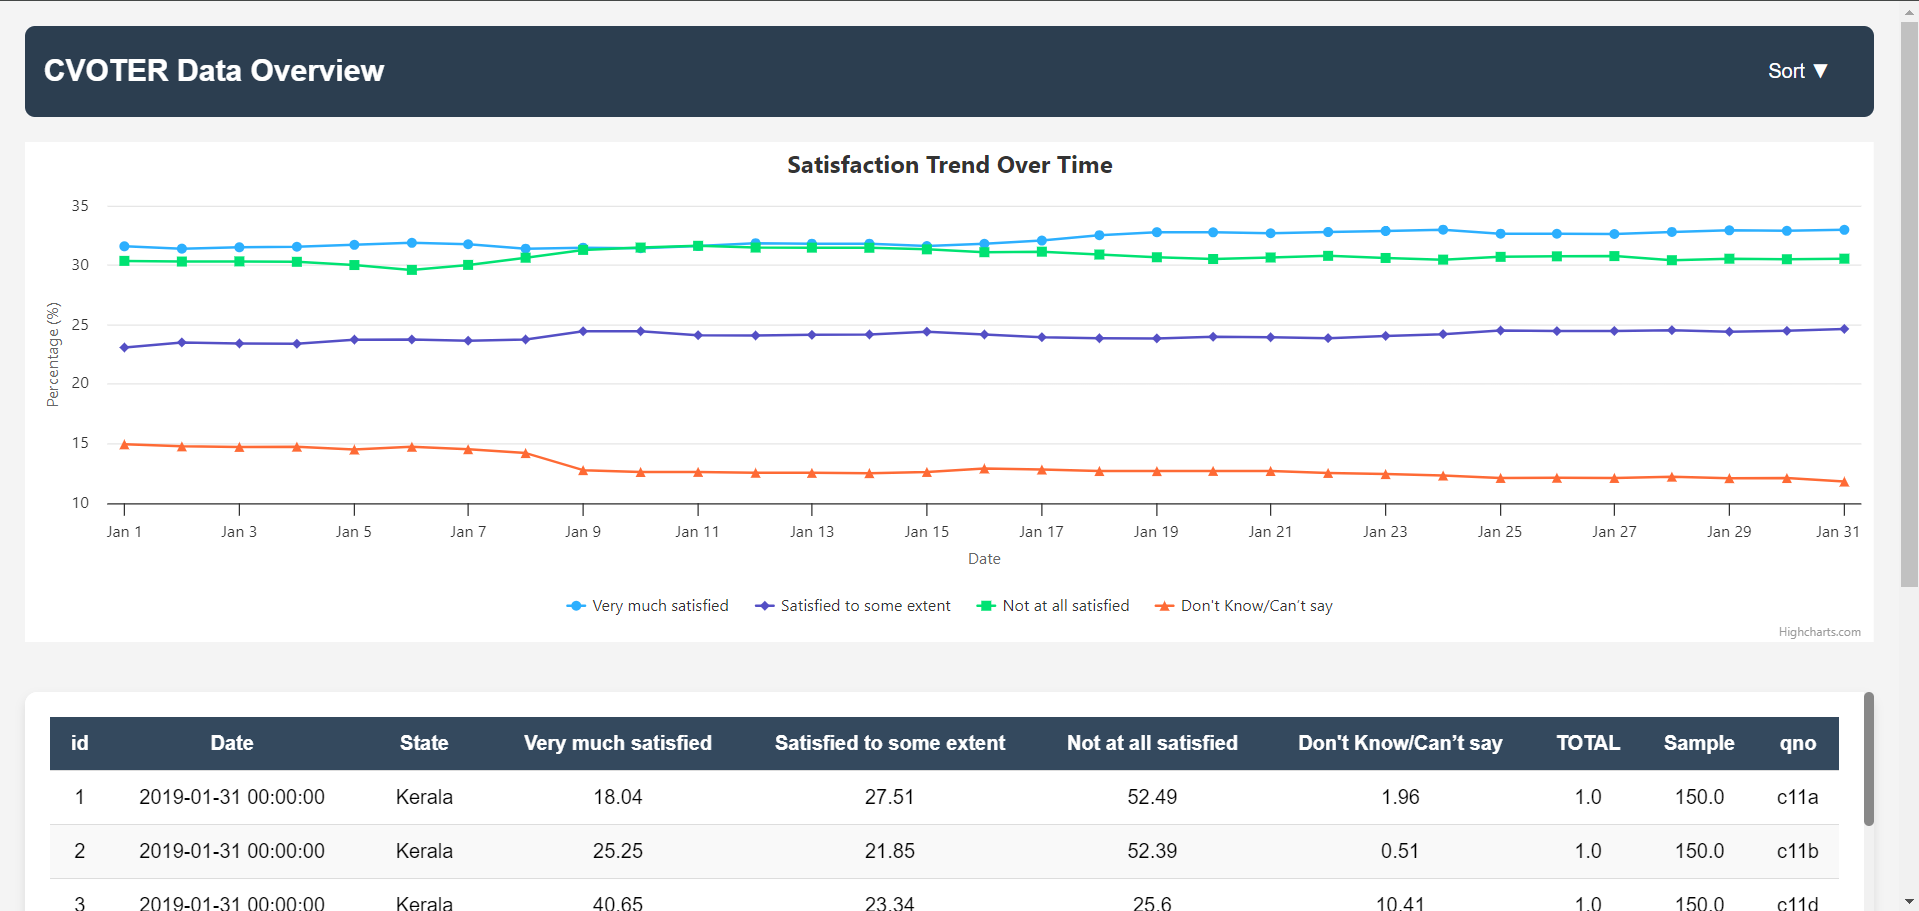 CVOTER Data Overview
Sort ▼
Satisfaction Trend Over Time
35
30
25
20
15
10
Percentage (%)
Jan 1 Jan 3 Jan 5 Jan 7 Jan 9 Jan 11 Jan 13 Jan 15 Jan 17 Jan 19 Jan 21 Jan 23 Jan 25 Jan 27 Jan 29 Jan 31
Date
Very much satisfied Satisfied to some extent Not at all satisfied Don't Know/Can’t say
Highcharts.com
id Date State Very much satisfied Satisfied to some extent Not at all satisfied Don't Know/Can’t say TOTAL Sample qno
1 2019-01-31 00:00:00 Kerala 18.04 27.51 52.49 1.96 1.0 150.0 c11a
2 2019-01-31 00:00:00 Kerala 25.25 21.85 52.39 0.51 1.0 150.0 c11b
3 2019-01-31 00:00:00 Kerala 40.65 23.34 25.6 10.41 1.0 150.0 c11d